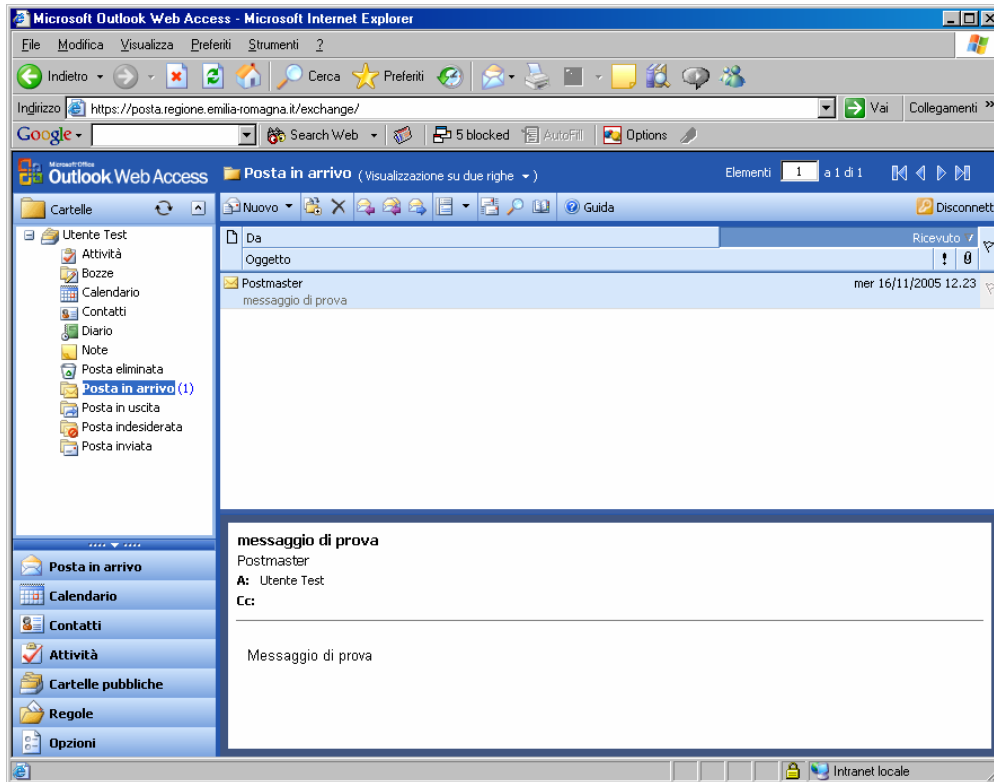 Microsoft Outlook Web Access - Microsoft Internet Explorer
File Modifica Visualizza Preferiti Strumenti ?
Indietro Cerca Preferiti
Indirizzo https://posta.regione.emilia-romagna.it/exchange/ Vai Collegamenti »
Google Search Web 5 blocked AutoFill Options
Microsoft Office
Outlook Web Access Posta in arrivo (Visualizzazione su due righe) Elementi 1 a 1 di 1
Cartelle Nuovo Guida Disconnett
Utente Test
Attività
Bozze
Calendario
Contatti
Diario
Note
Posta eliminata
Posta in arrivo (1)
Posta in uscita
Posta indesiderata
Posta inviata
Da Ricevuto
Oggetto
Postmaster mer 16/11/2005 12.23
messaggio di prova
messaggio di prova
Postmaster
A: Utente Test
Cc:
Messaggio di prova
Posta in arrivo
Calendario
Contatti
Attività
Cartelle pubbliche
Regole
Opzioni
Intranet locale